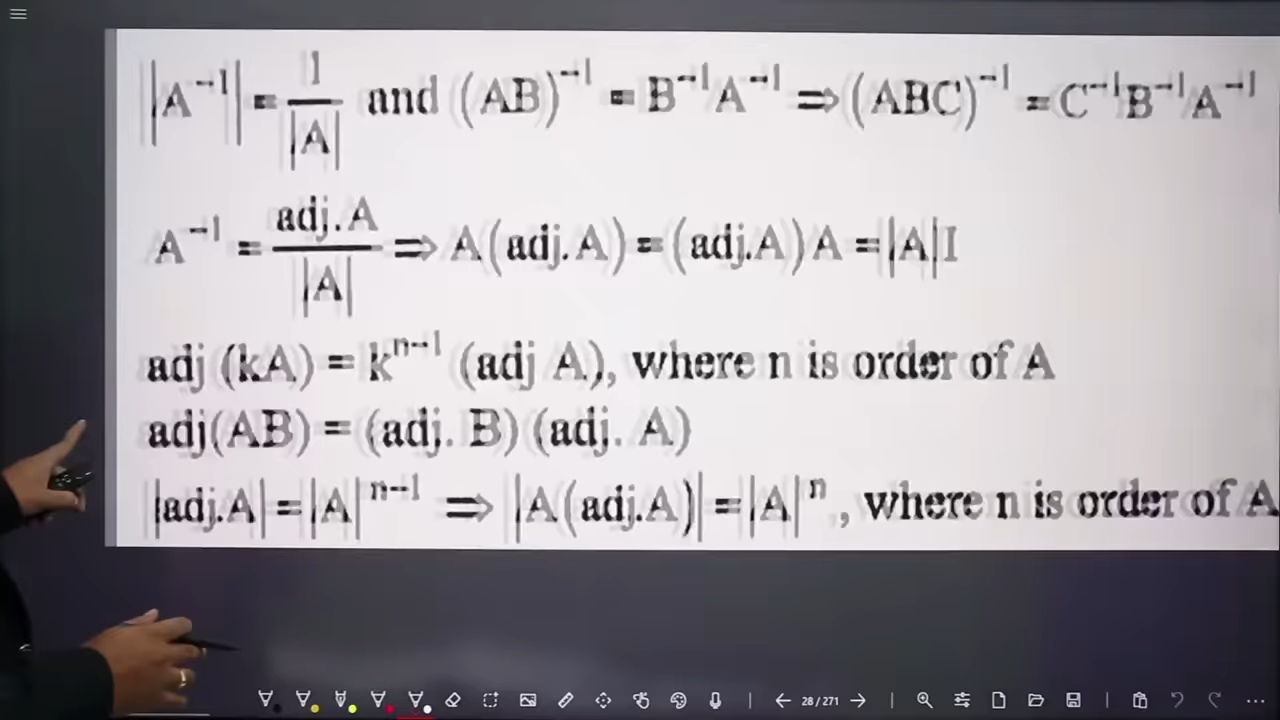 |A⁻¹| = 1/|A| and (AB)⁻¹ = B⁻¹A⁻¹ ⇒ (ABC)⁻¹ = C⁻¹B⁻¹A⁻¹
A⁻¹ = adj.A/|A| ⇒ A(adj.A) = (adj.A)A = |A|I
adj (kA) = kⁿ⁻¹ (adj A), where n is order of A
adj(AB) = (adj. B) (adj. A)
|adj.A| = |A|ⁿ⁻¹ ⇒ |A(adj.A)| = |A|ⁿ, where n is order of A
28/271